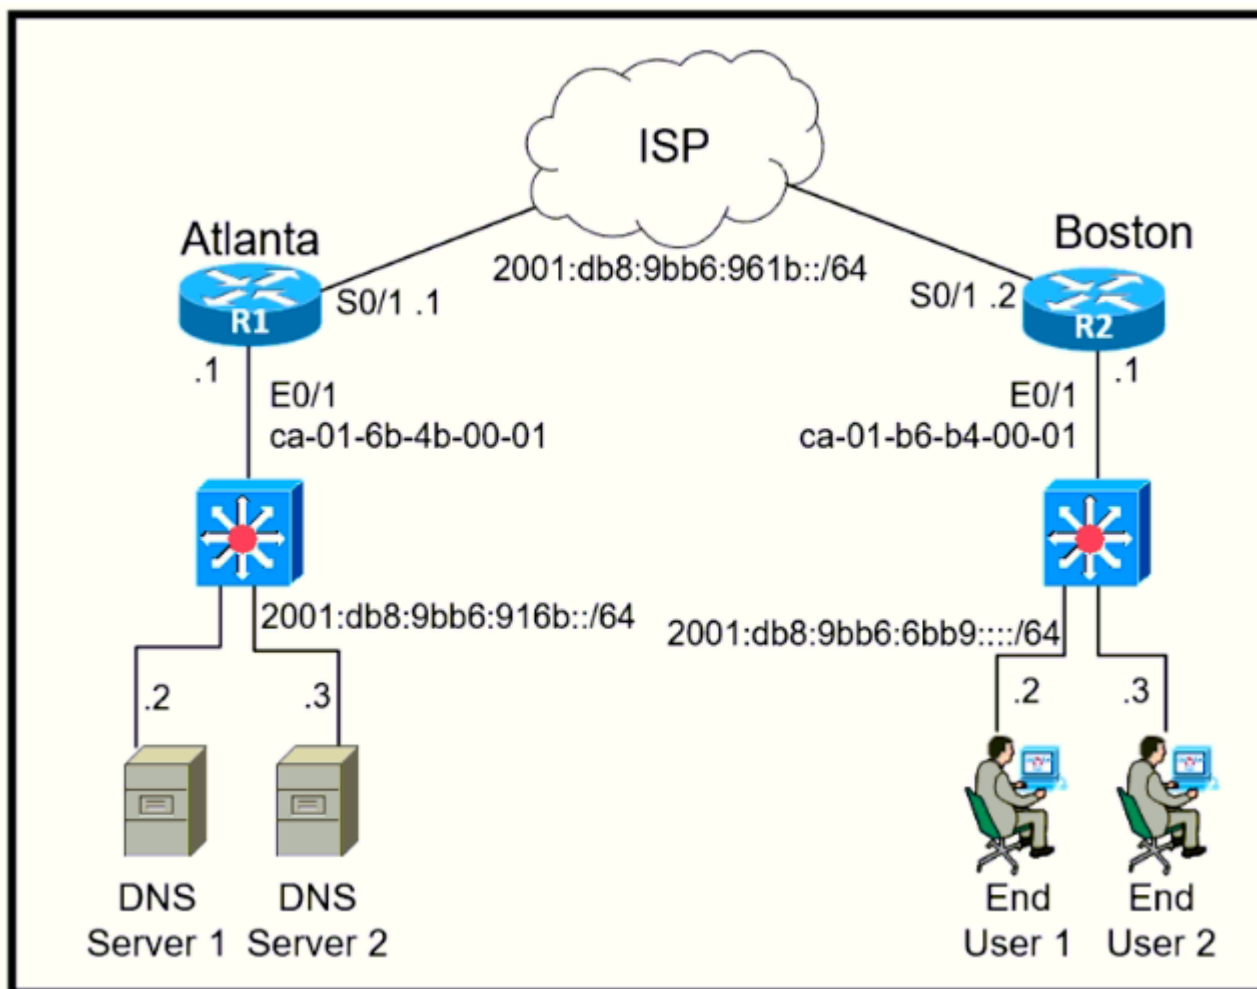 ISP
Atlanta
Boston
2001:db8:9bb6:961b::/64
S0/1 .1
S0/1 .2
R1
R2
.1
.1
E0/1
E0/1
ca-01-6b-4b-00-01
ca-01-b6-b4-00-01
2001:db8:9bb6:916b::/64
2001:db8:9bb6:6bb9::::/64
.2
.3
.2
.3
DNS
Server 1
DNS
Server 2
End
User 1
End
User 2